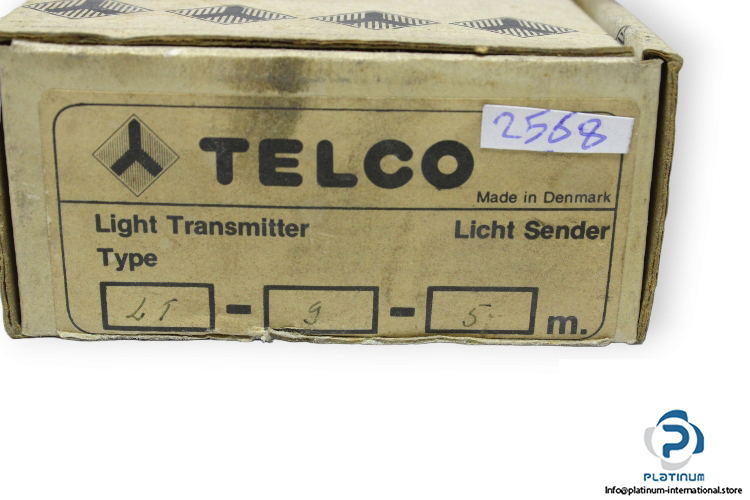 2568
TELCO
Made in Denmark
Light Transmitter Licht Sender
Type
LT - 9 - 5 m.
PLATINUM
Info@platinum-international.store